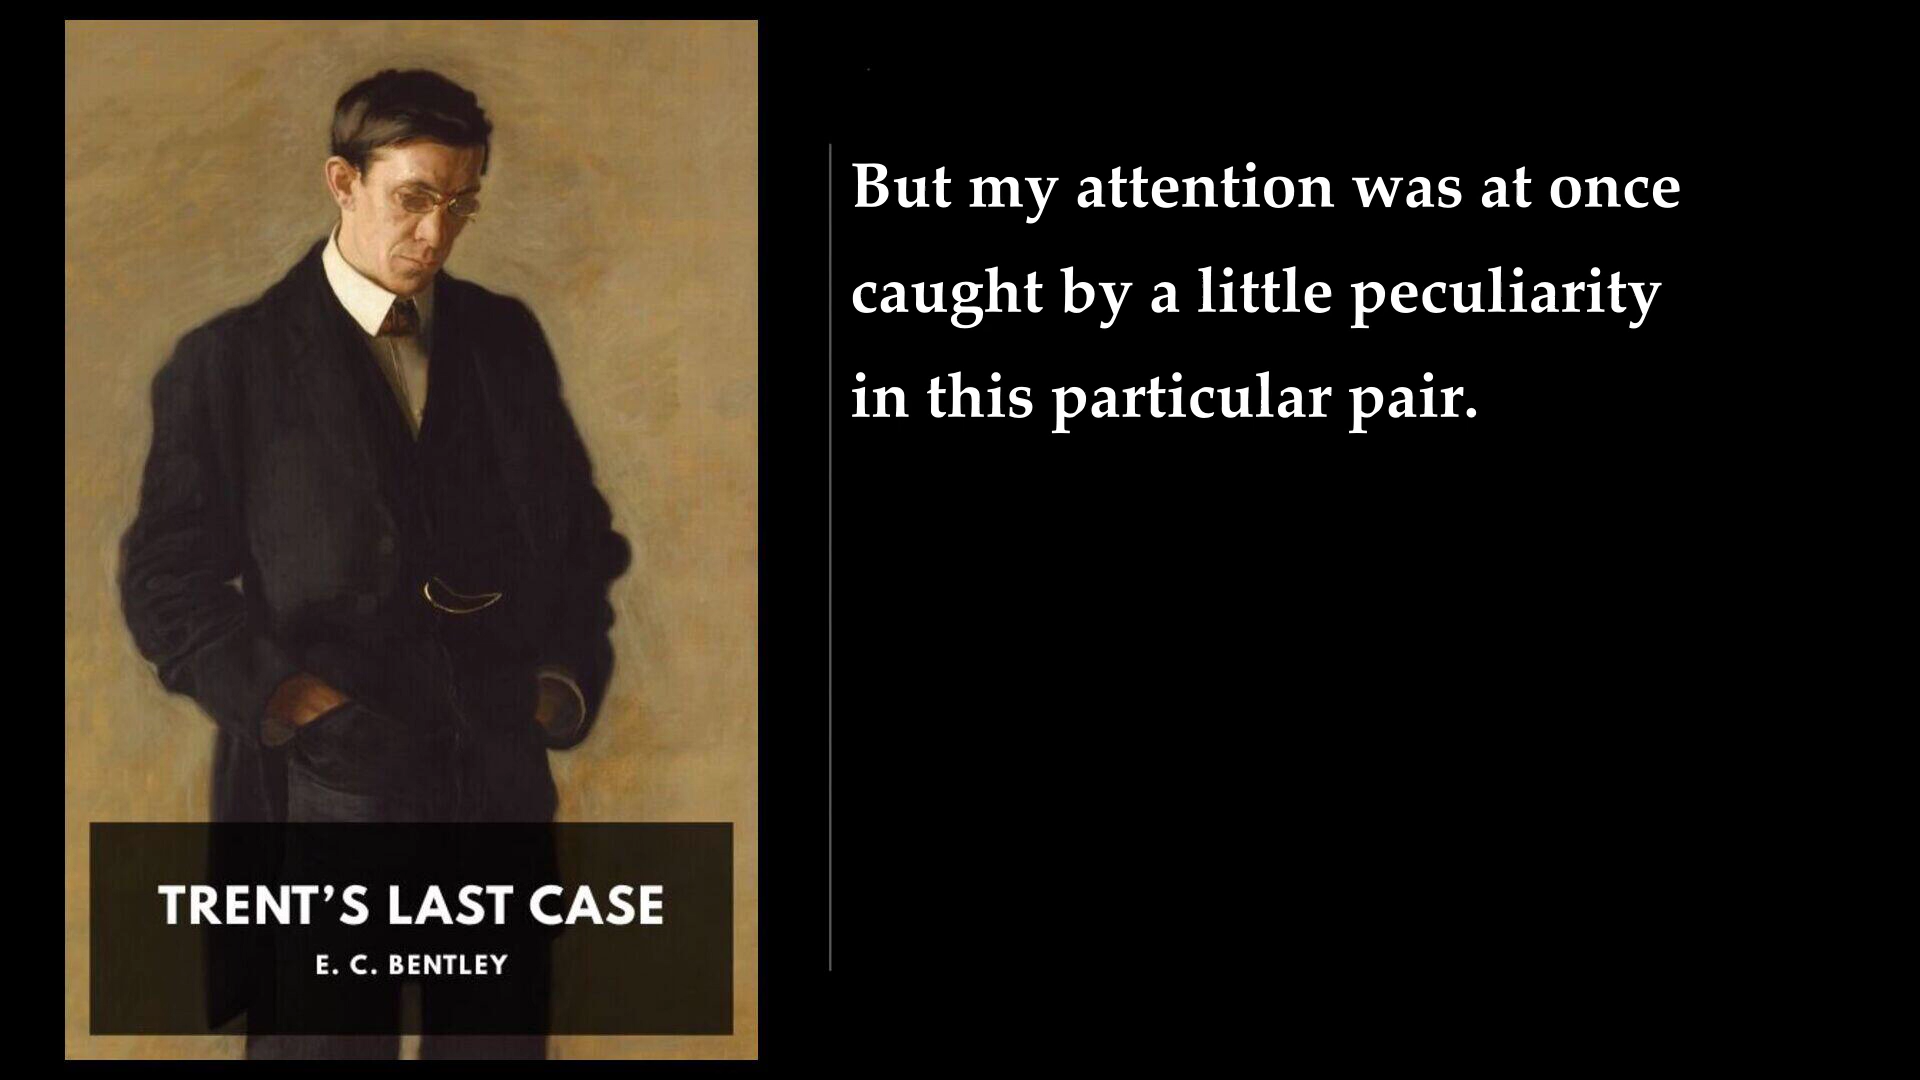 But my attention was at once
caught by a little peculiarity
in this particular pair.
TRENT’S LAST CASE
E. C. BENTLEY